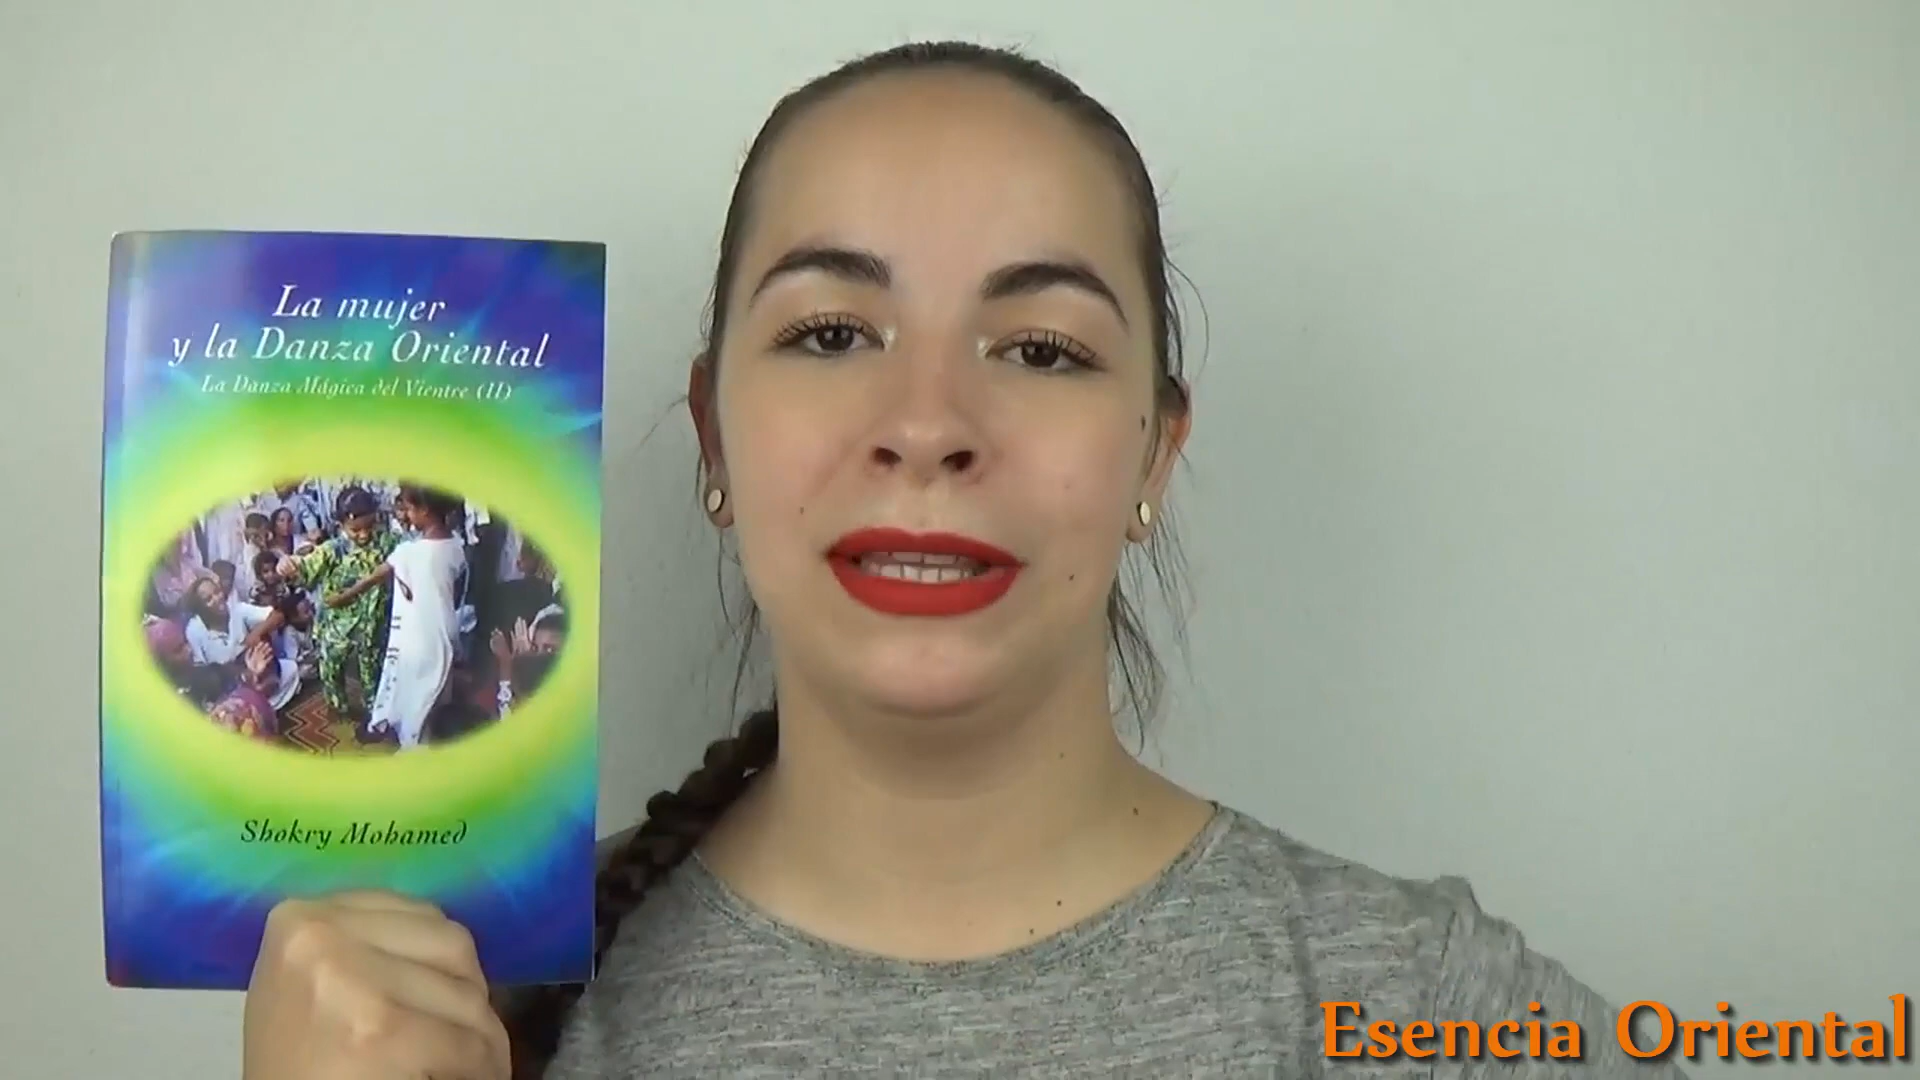 La mujer
y la Danza Oriental
La Danza Mágica del Vientre (II)
Shokry Mohamed
Esencia Oriental